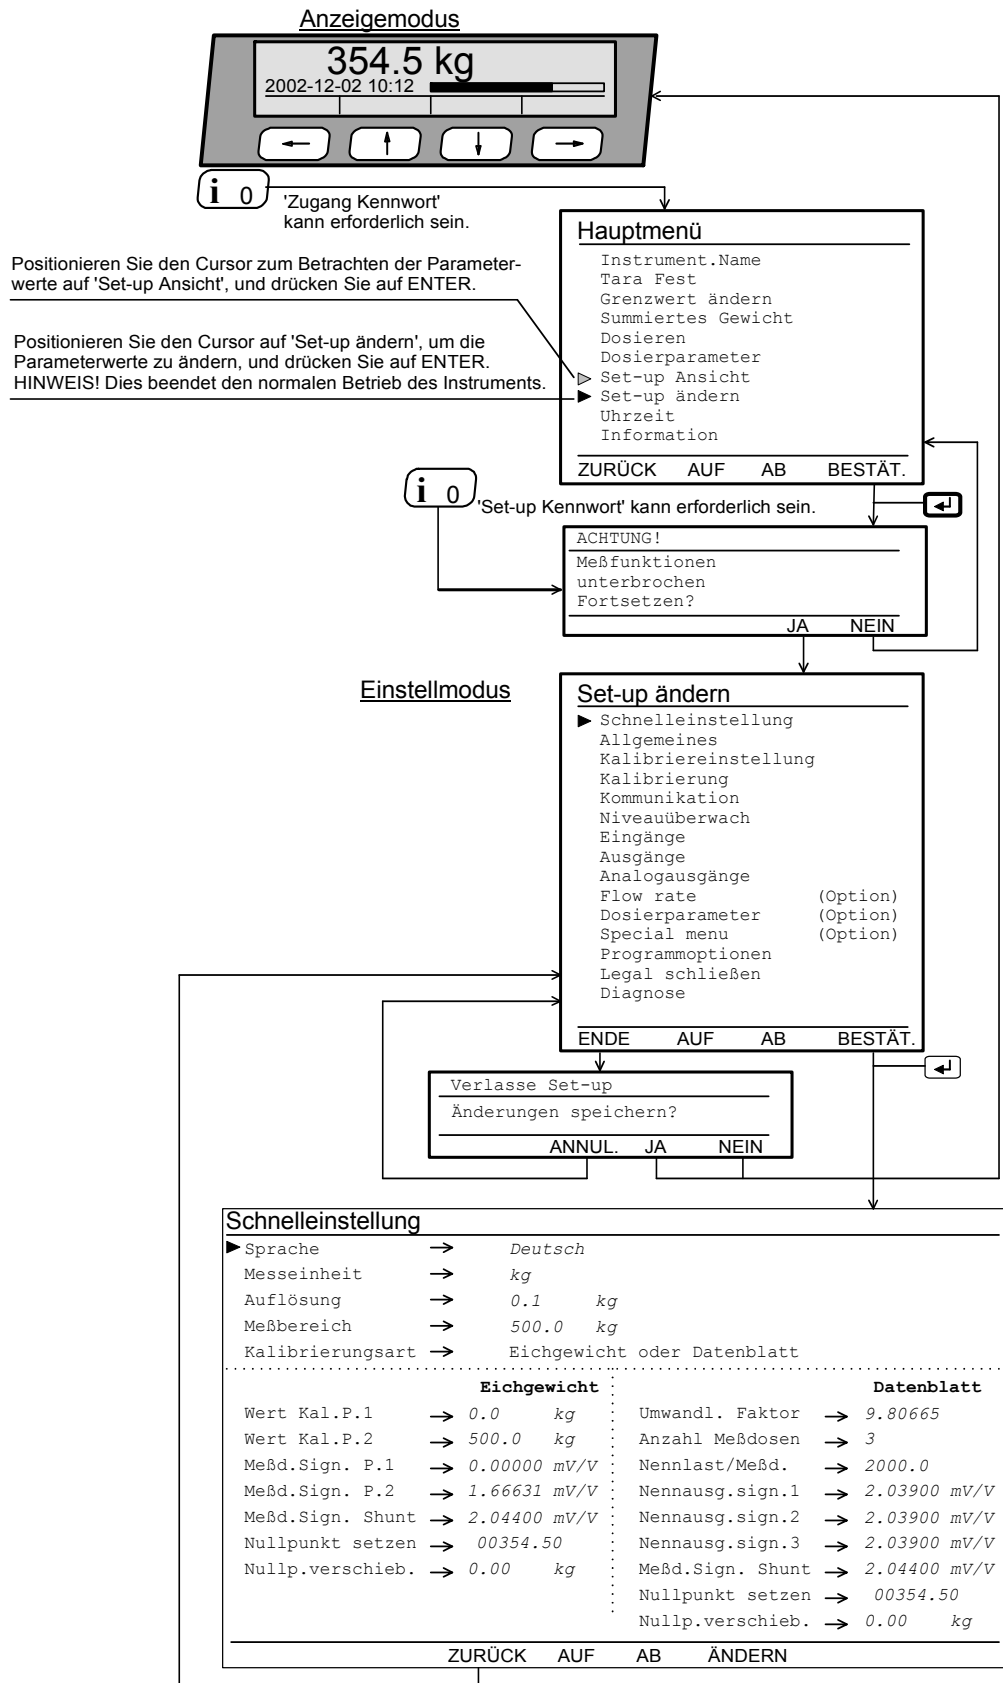 Anzeigemodus
354.5 kg
2002-12-02 10:12
i 0
'Zugang Kennwort'
kann erforderlich sein.
Positionieren Sie den Cursor zum Betrachten der Parameter-
werte auf 'Set-up Ansicht', und drücken Sie auf ENTER.
Positionieren Sie den Cursor auf 'Set-up ändern', um die
Parameterwerte zu ändern, und drücken Sie auf ENTER.
HINWEIS! Dies beendet den normalen Betrieb des Instruments.
Hauptmenü
Instrument.Name
Tara Fest
Grenzwert ändern
Summiertes Gewicht
Dosieren
Dosierparameter
Set-up Ansicht
Set-up ändern
Uhrzeit
Information
ZURÜCK AUF AB BESTÄT.
i 0
'Set-up Kennwort' kann erforderlich sein.
ACHTUNG!
Meßfunktionen
unterbrochen
Fortsetzen?
JA NEIN
Einstellmodus
Set-up ändern
Schnelleinstellung
Allgemeines
Kalibriereinstellung
Kalibrierung
Kommunikation
Niveauüberwach
Eingänge
Ausgänge
Analogausgänge
Flow rate (Option)
Dosierparameter (Option)
Special menu (Option)
Programmoptionen
Legal schließen
Diagnose
ENDE AUF AB BESTÄT.
Verlasse Set-up
Änderungen speichern?
ANNUL. JA NEIN
Schnelleinstellung
Sprache → Deutsch
Messeinheit → kg
Auflösung → 0.1 kg
Meßbereich → 500.0 kg
Kalibrierungsart → Eichgewicht oder Datenblatt
Eichgewicht
Wert Kal.P.1 → 0.0 kg
Wert Kal.P.2 → 500.0 kg
Meßd.Sign. P.1 → 0.00000 mV/V
Meßd.Sign. P.2 → 1.66631 mV/V
Meßd.Sign. Shunt → 2.04400 mV/V
Nullpunkt setzen → 00354.50
Nullp.verschieb. → 0.00 kg
Datenblatt
Umwandl. Faktor → 9.80665
Anzahl Meßdosen → 3
Nennlast/Meßd. → 2000.0
Nennausg.sign.1 → 2.03900 mV/V
Nennausg.sign.2 → 2.03900 mV/V
Nennausg.sign.3 → 2.03900 mV/V
Meßd.Sign. Shunt → 2.04400 mV/V
Nullpunkt setzen → 00354.50
Nullp.verschieb. → 0.00 kg
ZURÜCK AUF AB ÄNDERN